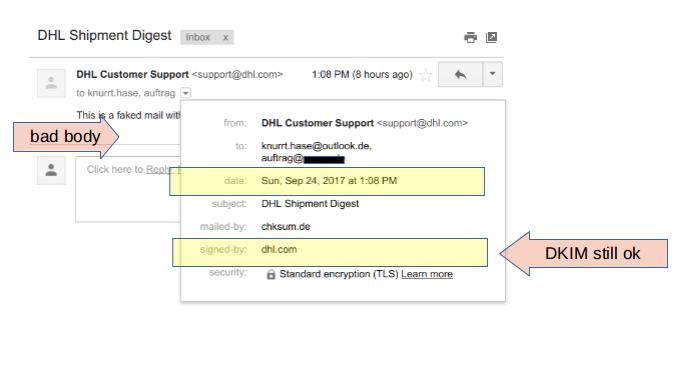 DHL Shipment Digest Inbox x
DHL Customer Support <support@dhl.com> 1:08 PM (8 hours ago)
to knurrt.hase, auftrag
This is a faked mail with
bad body
Click here to Reply,
from: DHL Customer Support <support@dhl.com>
to: knurrt.hase@outlook.de,
auftrag@
date: Sun, Sep 24, 2017 at 1:08 PM
subject: DHL Shipment Digest
mailed-by: chksum.de
signed-by: dhl.com
DKIM still ok
security: Standard encryption (TLS) Learn more